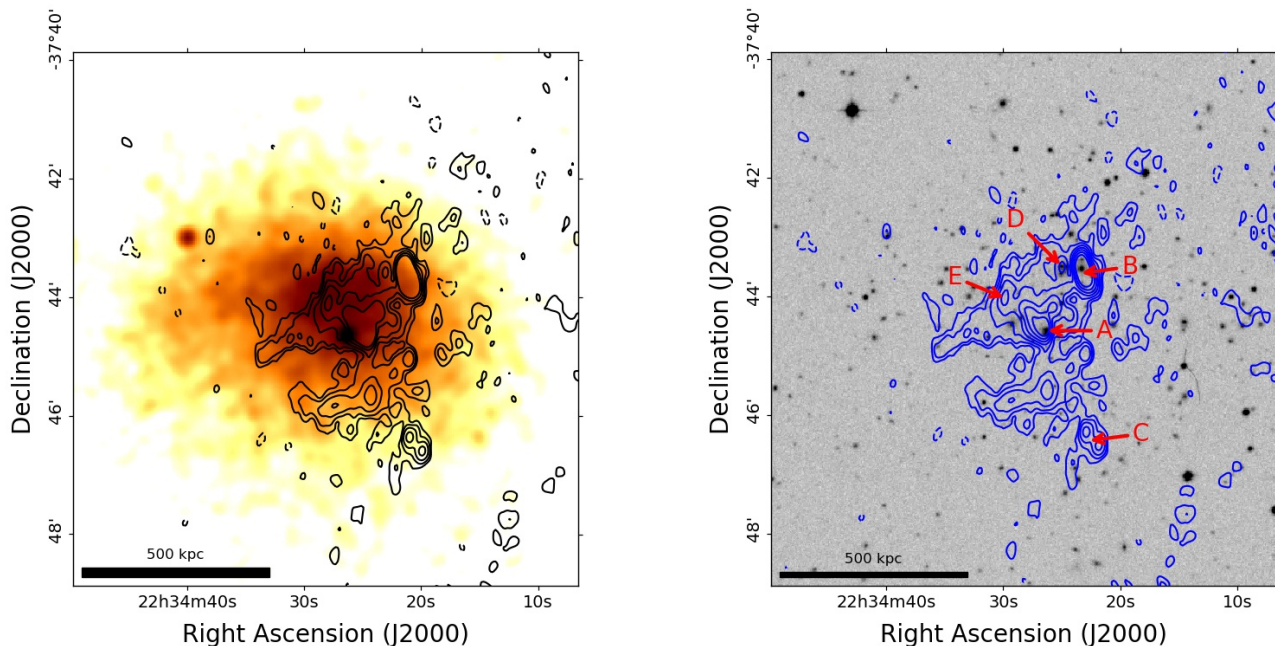 -37°40'
42'
44'
46'
48'
Declination (J2000)
500 kpc
22h34m40s 30s 20s 10s
Right Ascension (J2000)
-37°40'
42'
44'
46'
48'
Declination (J2000)
D
B
E
A
C
500 kpc
22h34m40s 30s 20s 10s
Right Ascension (J2000)